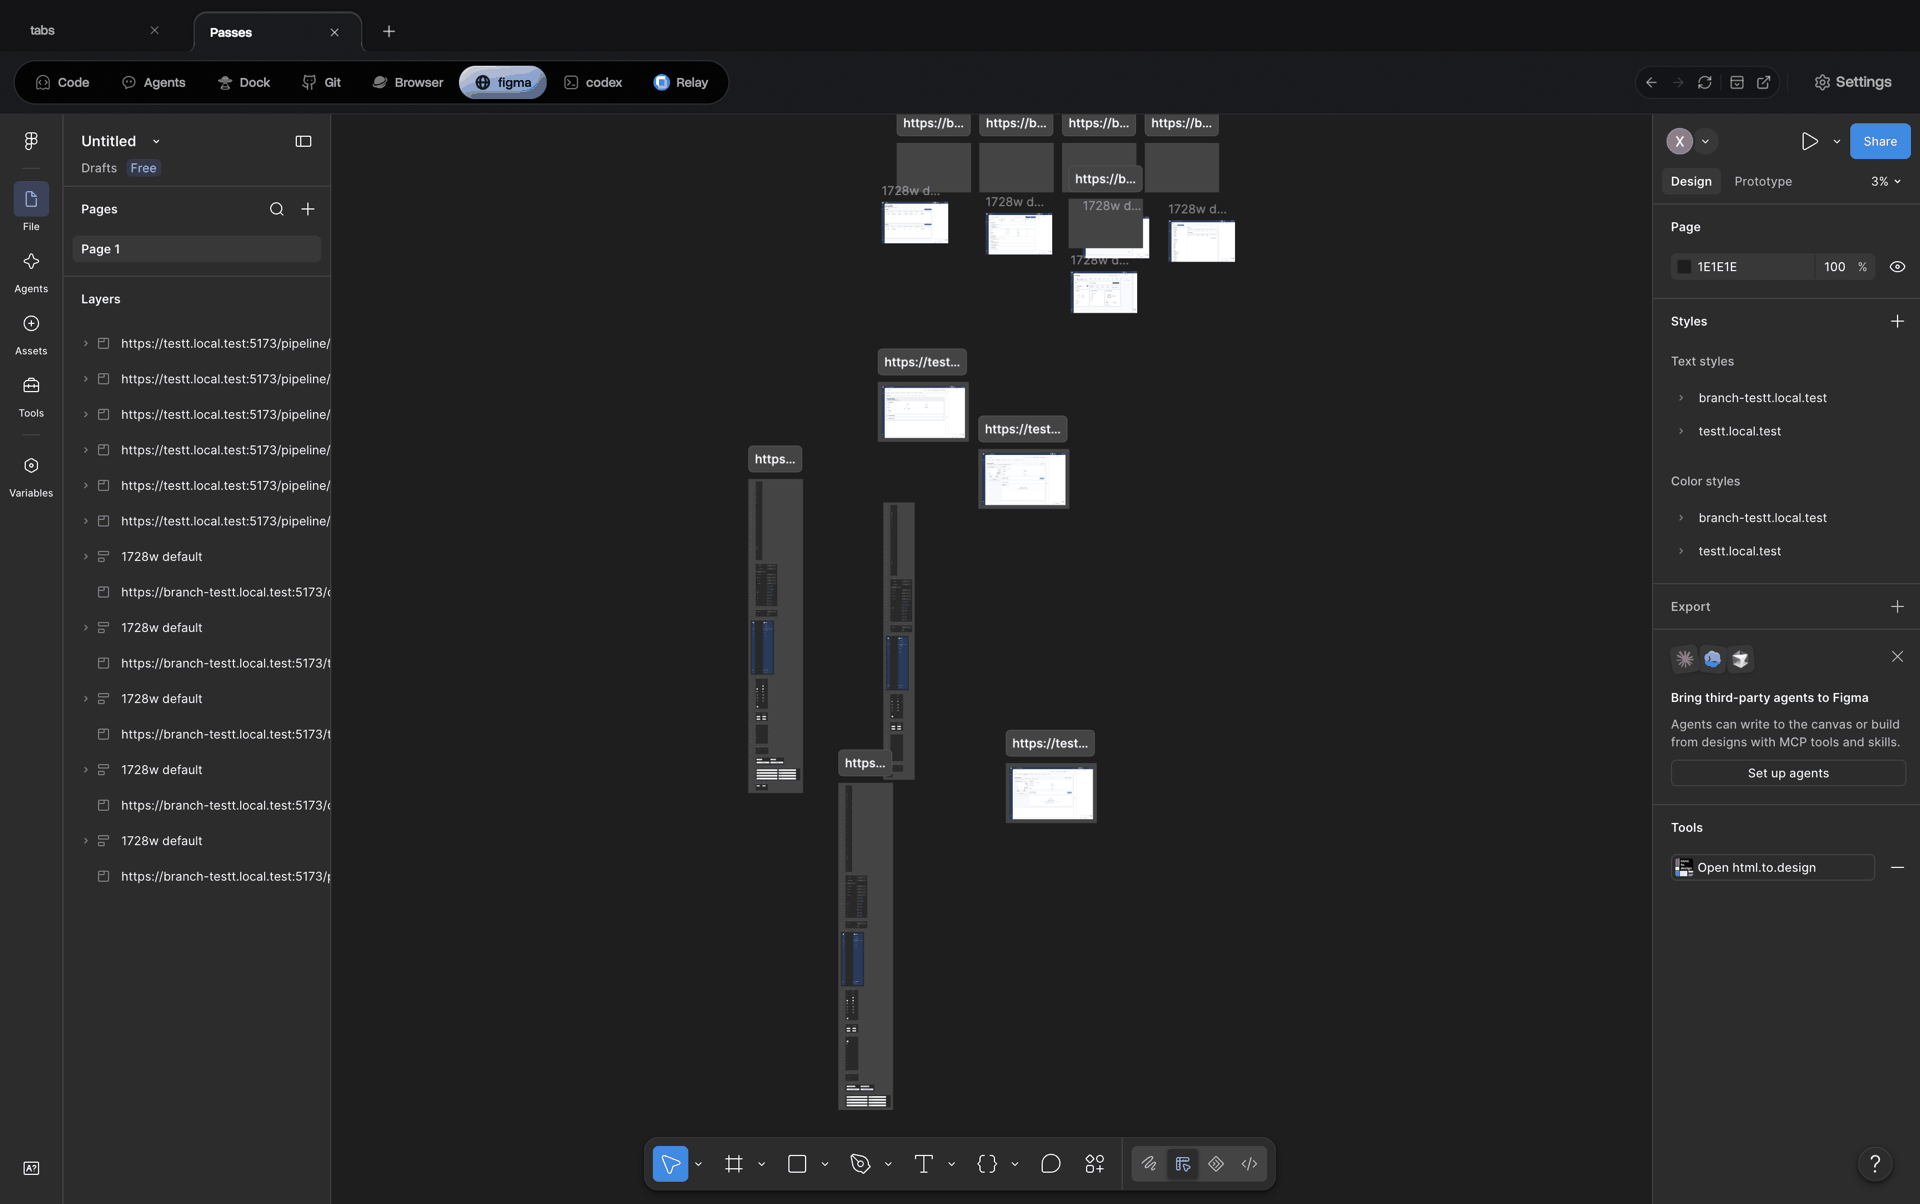 tabs
Passes
Code
Agents
Dock
Git
Browser
figma
codex
Relay
Settings
Untitled
Drafts
Free
File
Agents
Assets
Tools
Variables
Pages
Page 1
Layers
https://testt.local.test:5173/pipeline/
https://testt.local.test:5173/pipeline/
https://testt.local.test:5173/pipeline/
https://testt.local.test:5173/pipeline/
https://testt.local.test:5173/pipeline/
https://testt.local.test:5173/pipeline/
1728w default
https://branch-testt.local.test:5173/
1728w default
https://branch-testt.local.test:5173/
1728w default
https://branch-testt.local.test:5173/
1728w default
https://branch-testt.local.test:5173/
1728w default
https://branch-testt.local.test:5173/
https://b...
https://b...
https://b...
https://b...
https://b...
1728w d...
1728w d...
1728w d...
1728w d...
1728w d...
https://test...
https://test...
https...
https://test...
https...
X
Share
Design
Prototype
3%
Page
1E1E1E
100
%
Styles
Text styles
branch-testt.local.test
testt.local.test
Color styles
branch-testt.local.test
testt.local.test
Export
Bring third-party agents to Figma
Agents can write to the canvas or build
from designs with MCP tools and skills.
Set up agents
Tools
Open html.to.design
A?
?